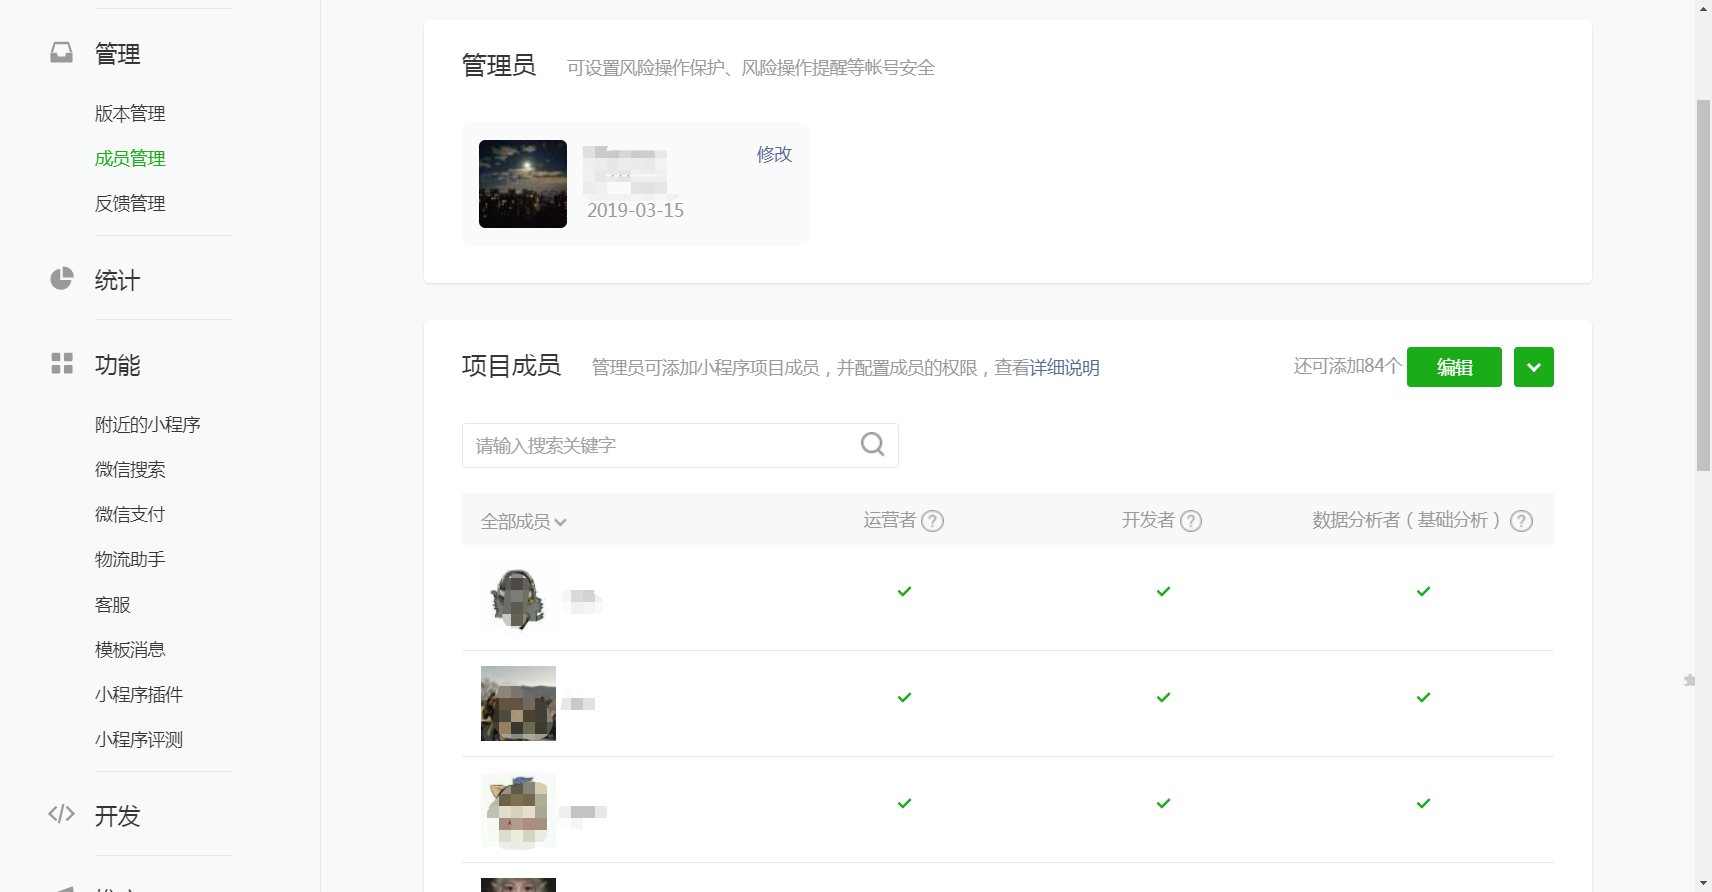 管理
版本管理
成员管理
反馈管理
统计
功能
附近的小程序
微信搜索
微信支付
物流助手
客服
模板消息
小程序插件
小程序评测
开发
管理员 可设置风险操作保护、风险操作提醒等帐号安全
修改
2019-03-15
项目成员 管理员可添加小程序项目成员，并配置成员的权限，查看详细说明 还可添加84个 编辑
请输入搜索关键字
全部成员 运营者 ? 开发者 ? 数据分析者（基础分析） ?